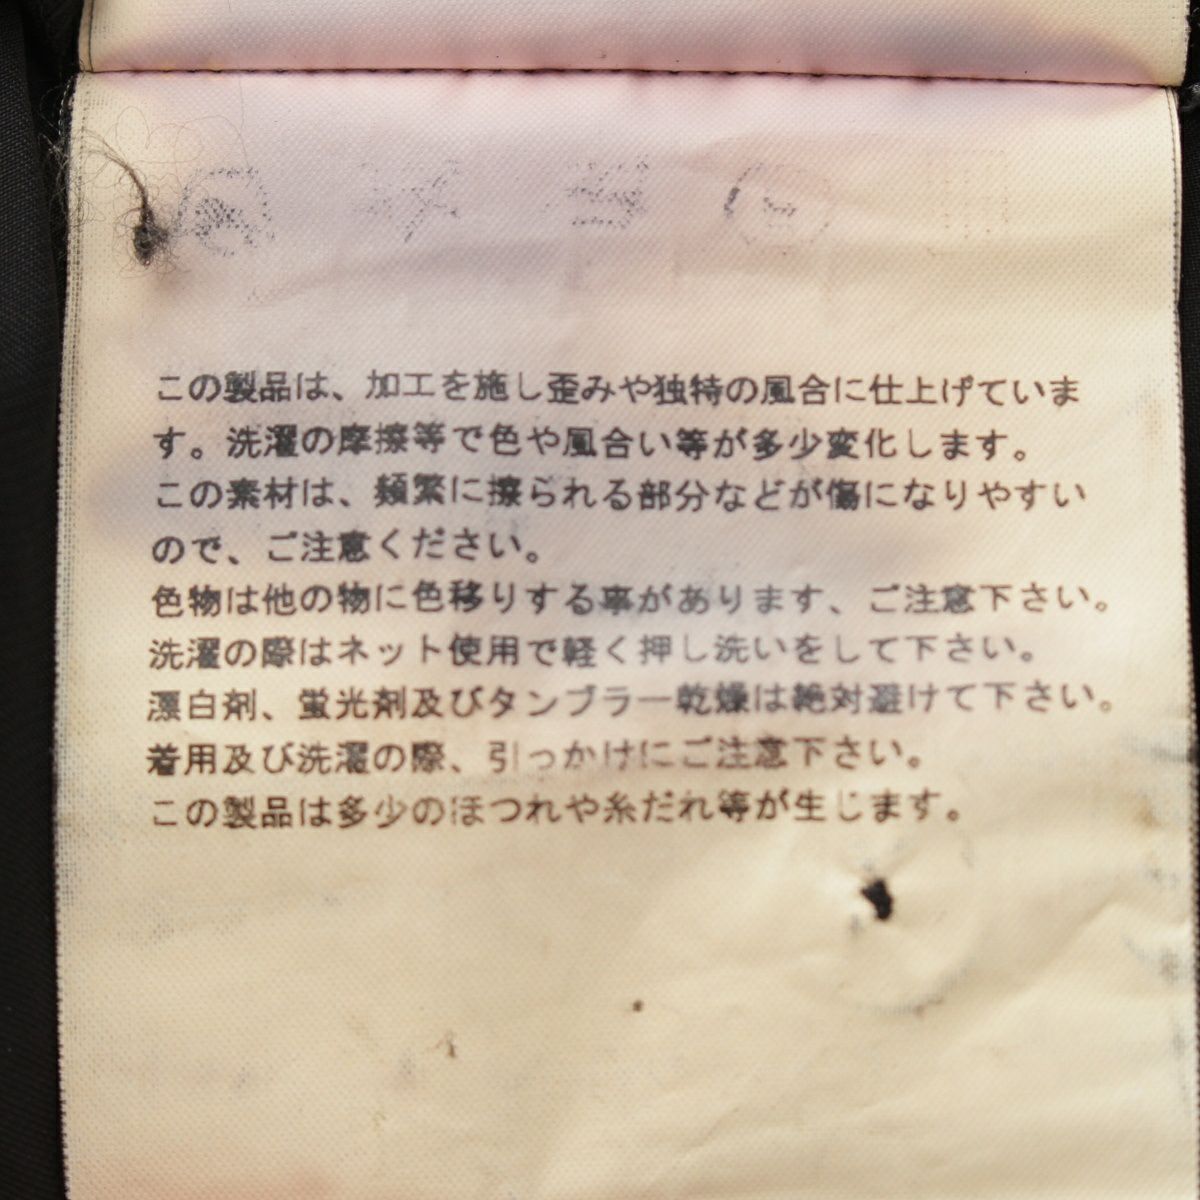 この製品は、加工を施し歪みや独特の風合に仕上げていま
す。洗濯の摩擦等で色や風合い等が多少変化します。
この素材は、頻繁に擦られる部分などが傷になりやすい
ので、ご注意ください。
色物は他の物に色移りする事があります、ご注意下さい。
洗濯の際はネット使用で軽く押し洗いをして下さい。
漂白剤、蛍光剤及びタンブラー乾燥は絶対避けて下さい。
着用及び洗濯の際、引っかけにご注意下さい。
この製品は多少のほつれや糸だれ等が生じます。